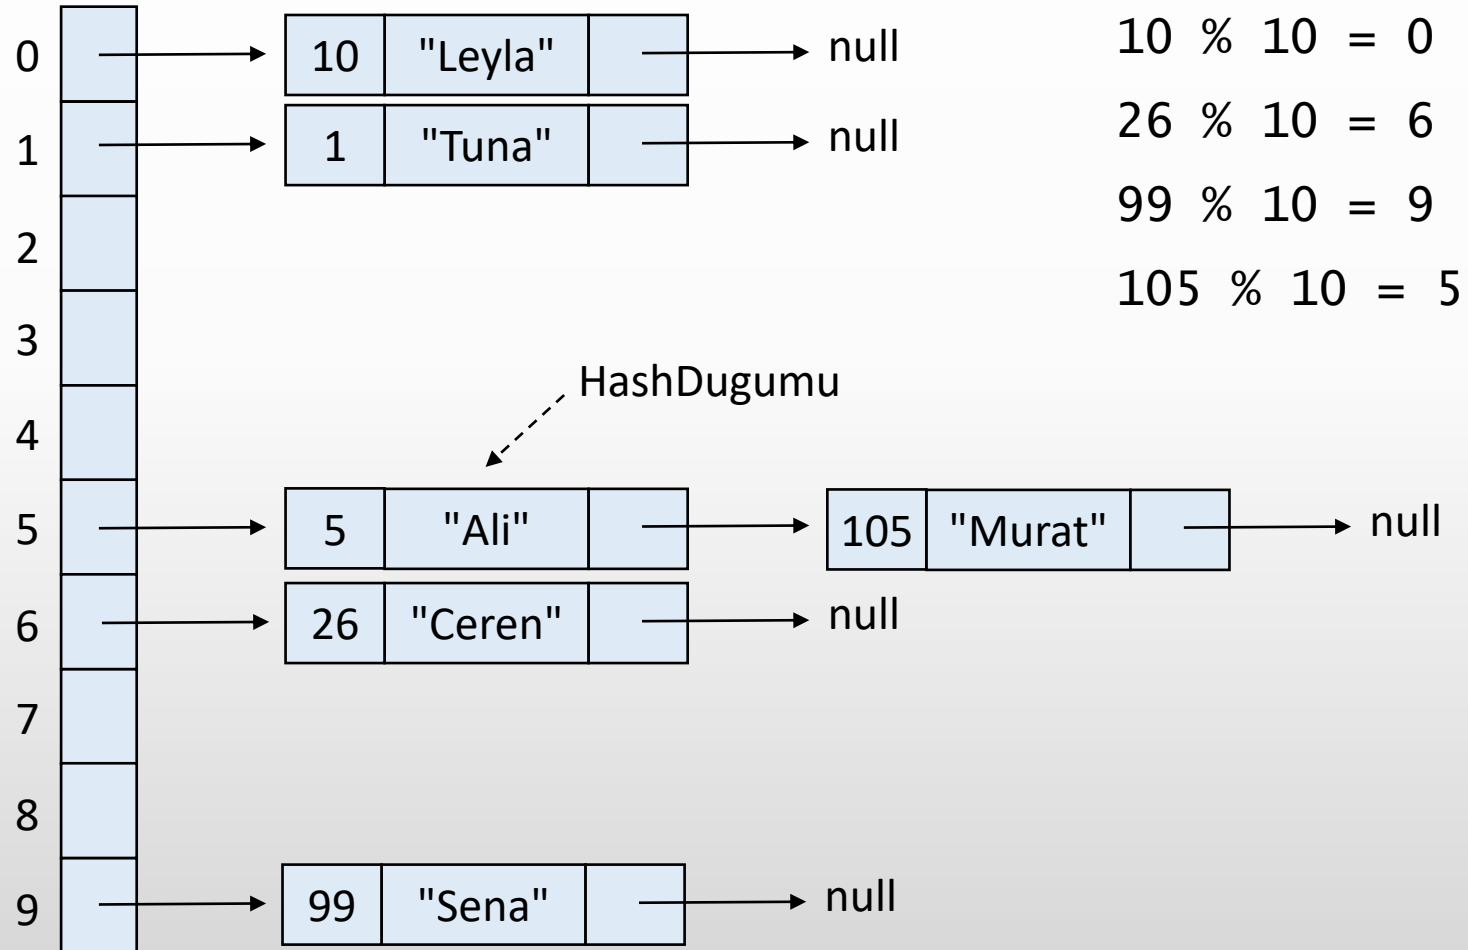 0 10 "Leyla" null 10 % 10 = 0
1 1 "Tuna" null 26 % 10 = 6
2 99 % 10 = 9
3 105 % 10 = 5
HashDugumu
4
5 5 "Ali" 105 "Murat" null
6 26 "Ceren" null
7
8
9 99 "Sena" null